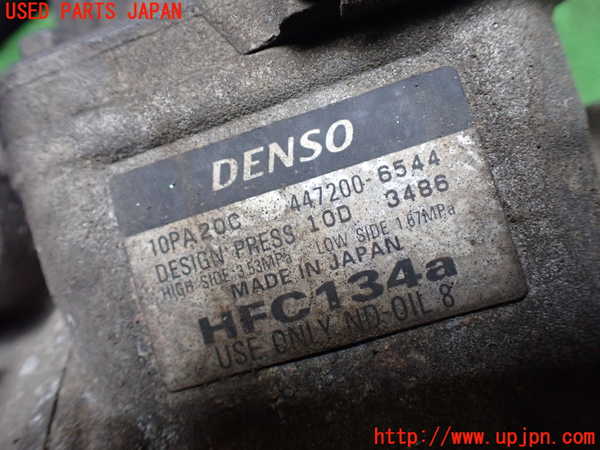 USED PARTS JAPAN
DENSO
10PA20C 447200-6544
DESIGN PRESS 10D 3486
HIGH SIDE 3.53MPa LOW SIDE 1.67MPa
MADE IN JAPAN
HFC134a
USE ONLY ND-OIL 8
http://www.upjpn.com